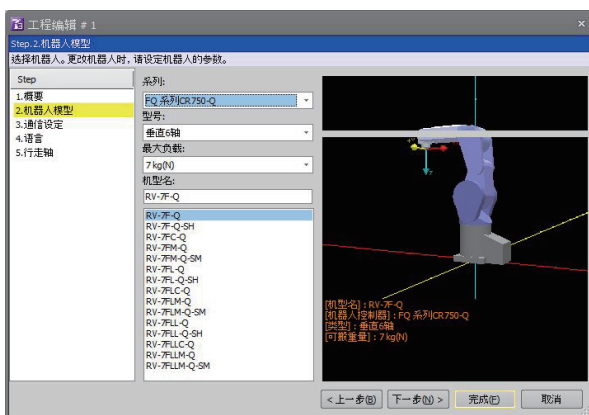 工程编辑 # 1
Step.2.机器人模型
选择机器人。更改机器人时，请设定机器人的参数。
Step
1.概要
2.机器人模型
3.通信设定
4.语言
5.行走轴
系列:
FQ 系列CR750-Q
型号:
垂直6轴
最大负载:
7 kg(N)
机型名:
RV-7F-Q
RV-7F-Q
RV-7F-Q-SH
RV-7FC-Q
RV-7FM-Q
RV-7FM-Q-SM
RV-7FL-Q
RV-7FL-Q-SH
RV-7FLC-Q
RV-7FLM-Q
RV-7FLM-Q-SM
RV-7FLL-Q
RV-7FLL-Q-SH
RV-7FLLC-Q
RV-7FLLM-Q
RV-7FLLM-Q-SM
[机型名] : RV-7F-Q
[机器人控制器] : FQ 系列CR750-Q
[类型] : 垂直6轴
[可搬重量] : 7 kg(N)
< 上一步(B)
下一步(N) >
完成(F)
取消